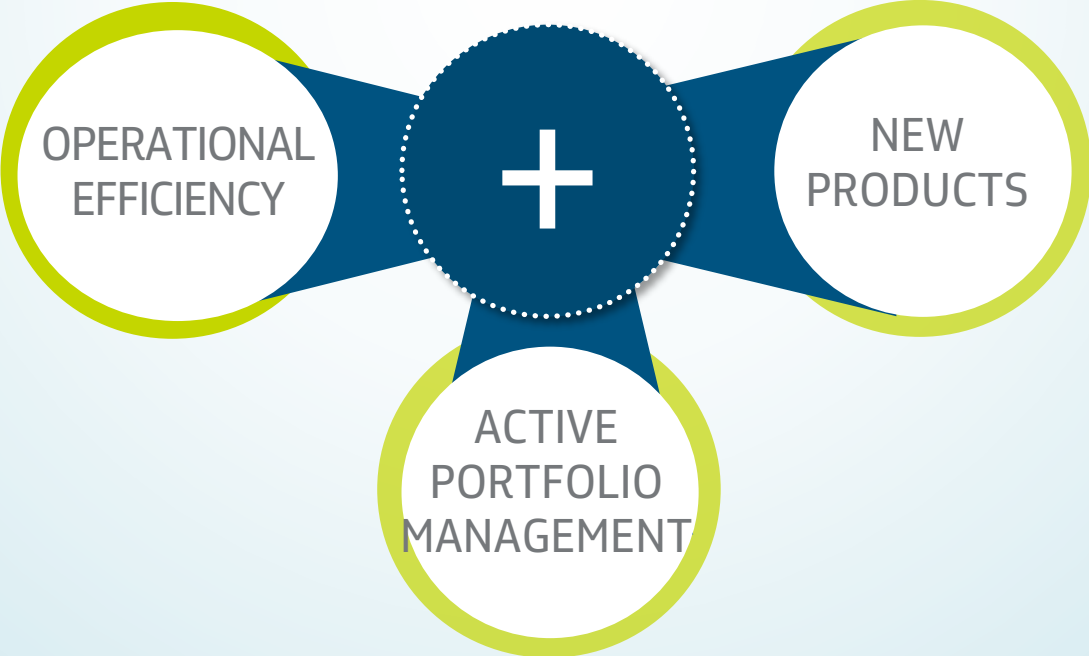 OPERATIONAL
EFFICIENCY
+
NEW
PRODUCTS
ACTIVE
PORTFOLIO
MANAGEMENT